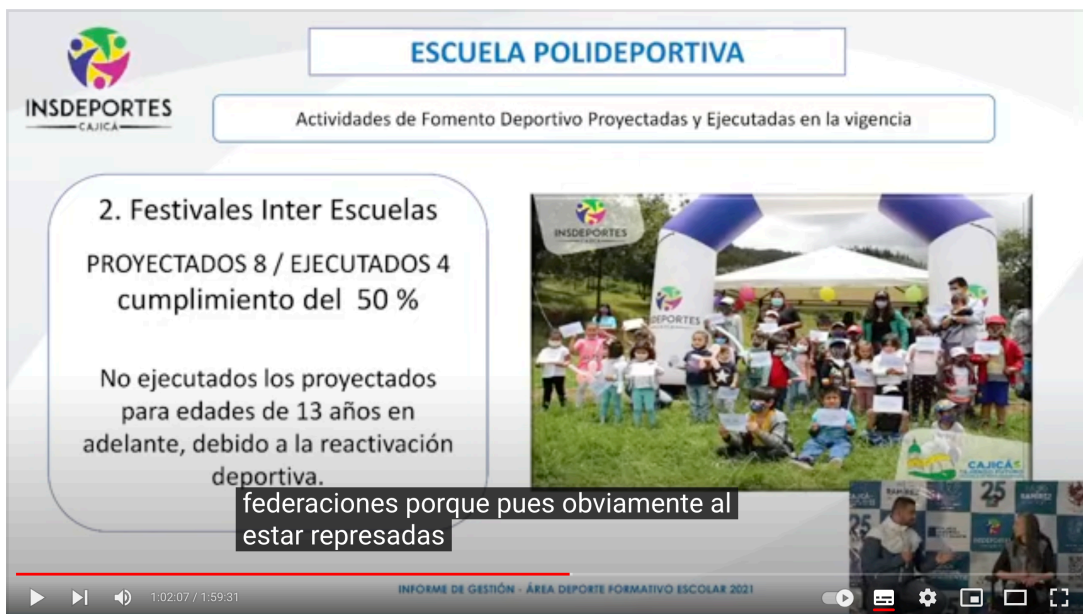 INSDEPORTES
CAJICÁ
ESCUELA POLIDEPORTIVA
Actividades de Fomento Deportivo Proyectadas y Ejecutadas en la vigencia
2. Festivales Inter Escuelas
PROYECTADOS 8 / EJECUTADOS 4
cumplimiento del 50 %
No ejecutados los proyectados
para edades de 13 años en
adelante, debido a la reactivación
deportiva.
INSDEPORTES
CAJICÁ
CAJICÁ
federaciones porque pues obviamente al
estar represadas
25
RAMÍREZ
1:02:07 / 1:59:31
INFORME DE GESTIÓN - ÁREA DEPORTE FORMATIVO ESCOLAR 2021